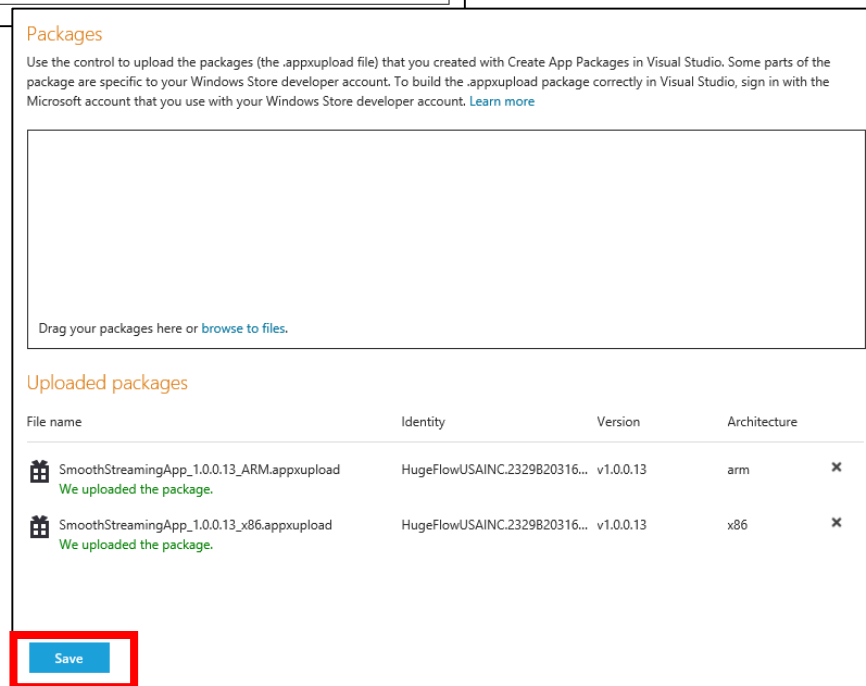 Packages
Use the control to upload the packages (the .appxupload file) that you created with Create App Packages in Visual Studio. Some parts of the
package are specific to your Windows Store developer account. To build the .appxupload package correctly in Visual Studio, sign in with the
Microsoft account that you use with your Windows Store developer account. Learn more
Drag your packages here or browse to files.
Uploaded packages
File name Identity Version Architecture
SmoothStreamingApp_1.0.0.13_ARM.appxupload HugeFlowUSAINC.2329B20316... v1.0.0.13 arm
We uploaded the package.
SmoothStreamingApp_1.0.0.13_x86.appxupload HugeFlowUSAINC.2329B20316... v1.0.0.13 x86
We uploaded the package.
Save